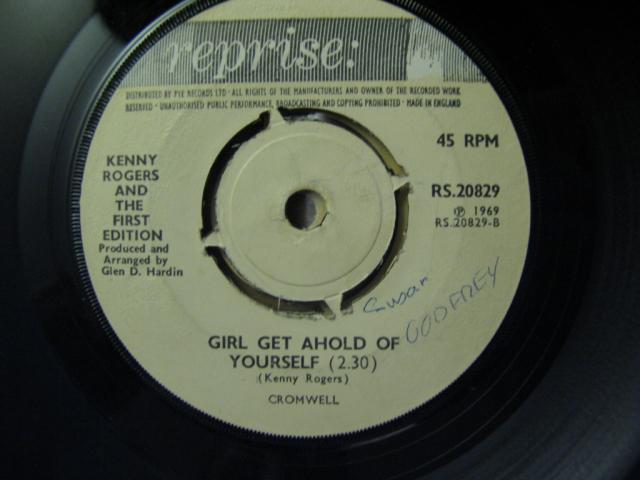 reprise:
DISTRIBUTED BY PYE RECORDS LTD · ALL RIGHTS OF THE MANUFACTURERS AND OWNER OF THE RECORDED WORK
RESERVED · UNAUTHORISED PUBLIC PERFORMANCE, BROADCASTING AND COPYING PROHIBITED · MADE IN ENGLAND
45 RPM
KENNY
ROGERS
AND
THE
FIRST
EDITION
Produced and
Arranged by
Glen D. Hardin
RS.20829
℗ 1969
RS.20829-B
Susan
GODFREY
GIRL GET AHOLD OF
YOURSELF (2.30)
(Kenny Rogers)
CROMWELL